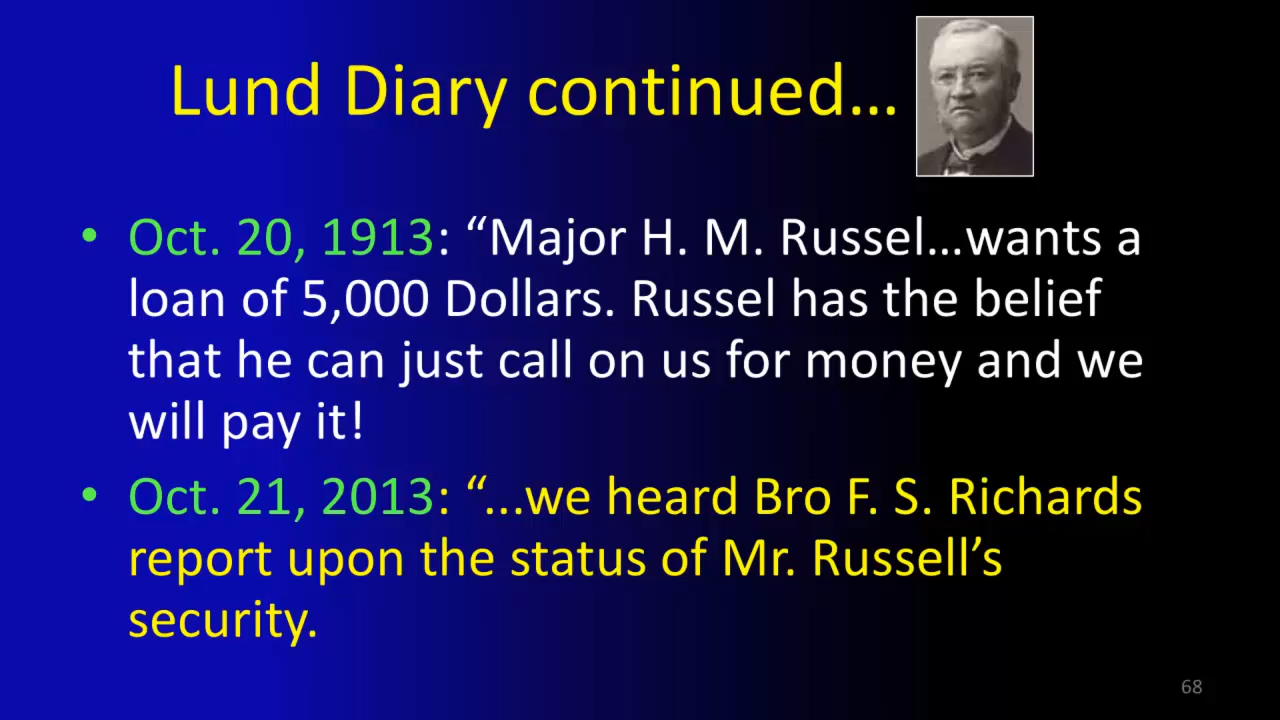 Lund Diary continued…
• Oct. 20, 1913: “Major H. M. Russel…wants a
loan of 5,000 Dollars. Russel has the belief
that he can just call on us for money and we
will pay it!
• Oct. 21, 2013: “...we heard Bro F. S. Richards
report upon the status of Mr. Russell’s
security.
68